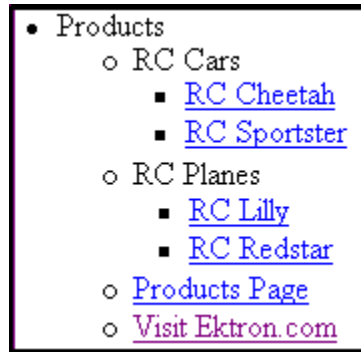 Products
RC Cars
RC Cheetah
RC Sportster
RC Planes
RC Lilly
RC Redstar
Products Page
Visit Ektron.com